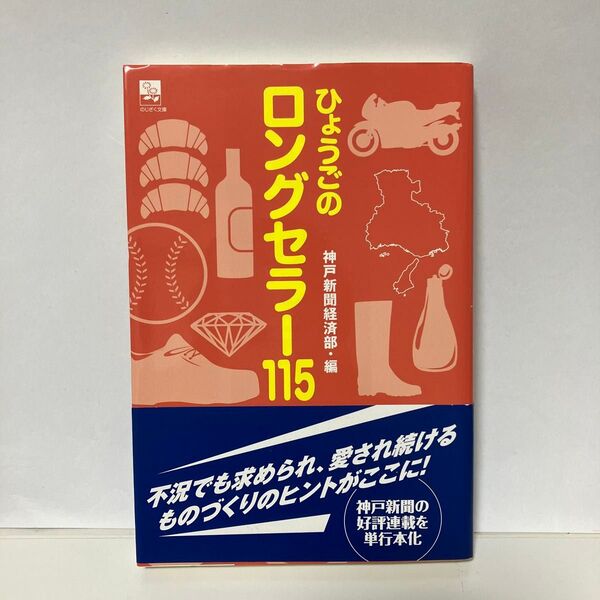 のじぎく文庫
ひょうごの
ロングセラー115
神戸新聞経済部・編
不況でも求められ、愛され続ける
ものづくりのヒントがここに!
神戸新聞の
好評連載を
単行本化